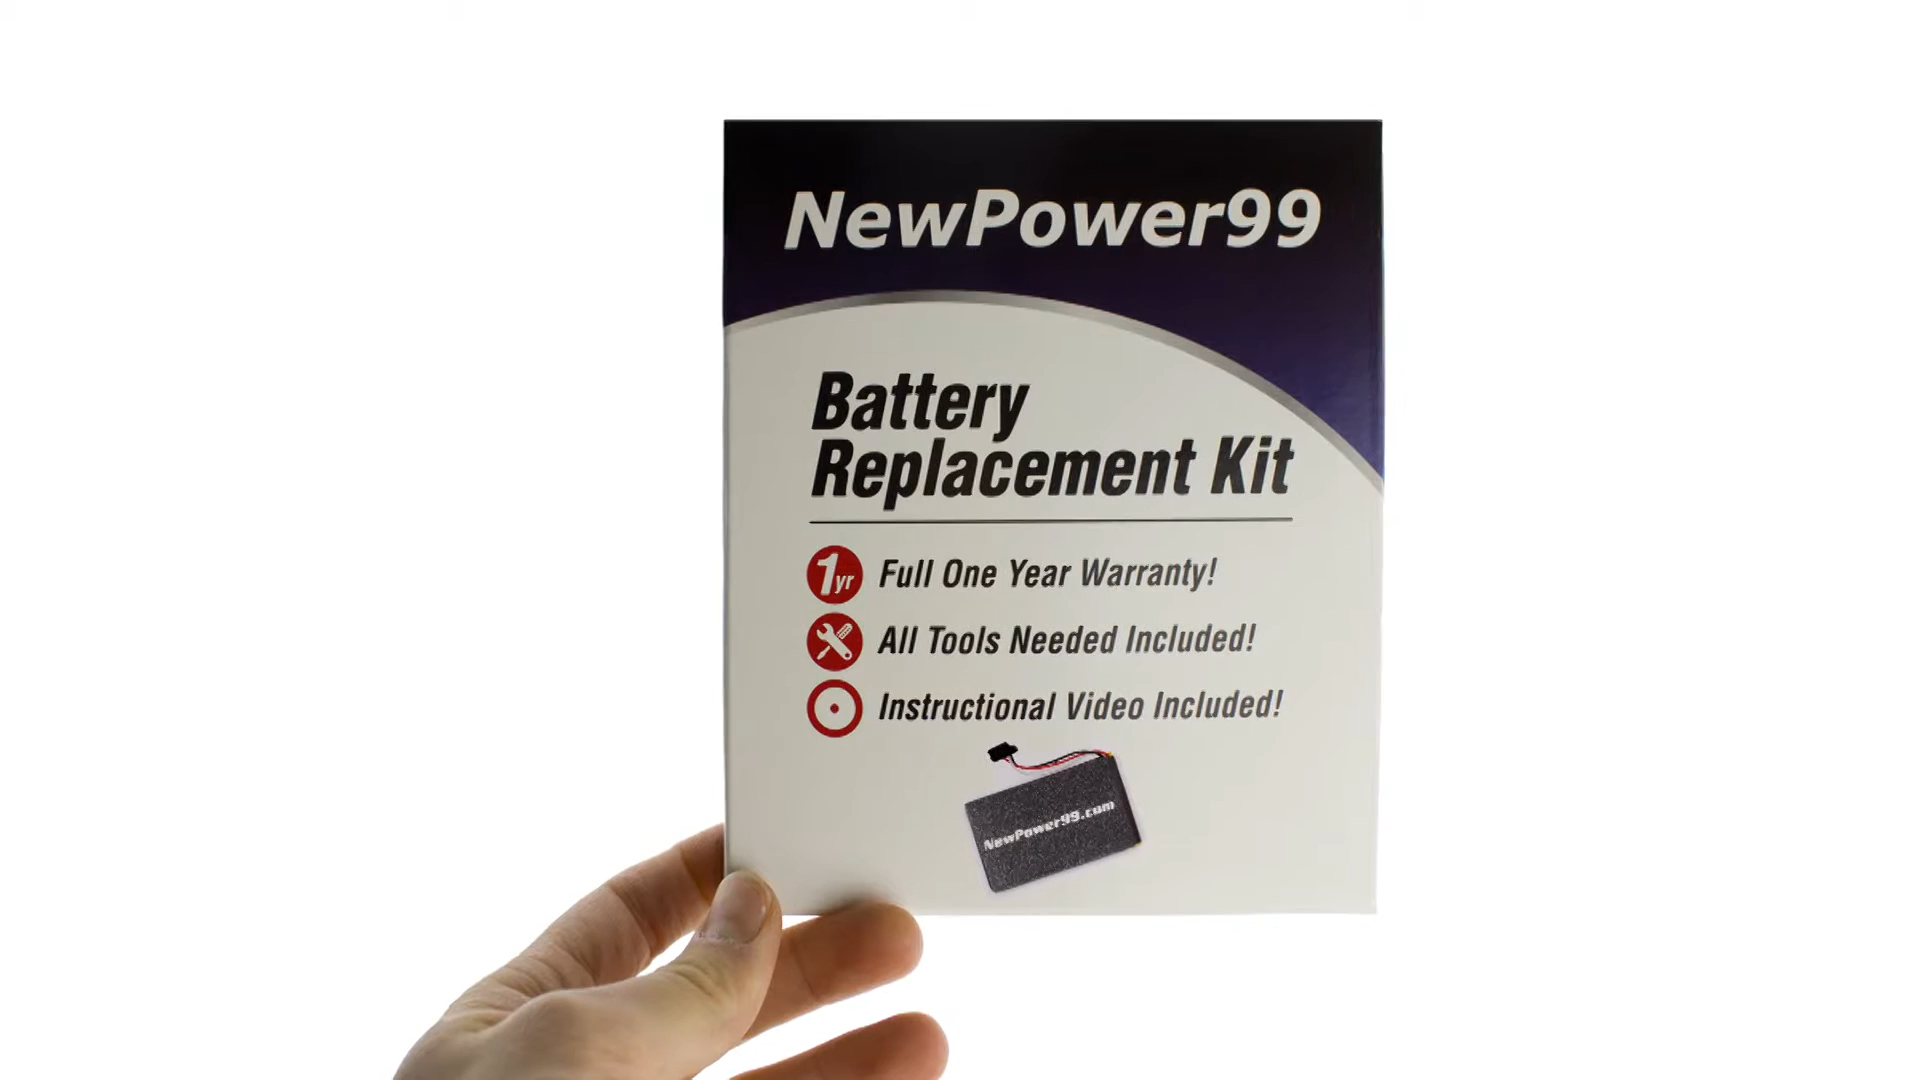 NewPower99
Battery
Replacement Kit
1yr Full One Year Warranty!
All Tools Needed Included!
Instructional Video Included!
NewPower99.com